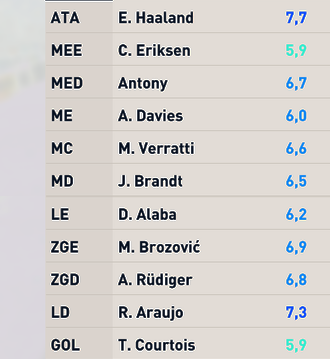 ATA E. Haaland 7,7
MEE C. Eriksen 5,9
MED Antony 6,7
ME A. Davies 6,0
MC M. Verratti 6,6
MD J. Brandt 6,5
LE D. Alaba 6,2
ZGE M. Brozović 6,9
ZGD A. Rüdiger 6,8
LD R. Araujo 7,3
GOL T. Courtois 5,9